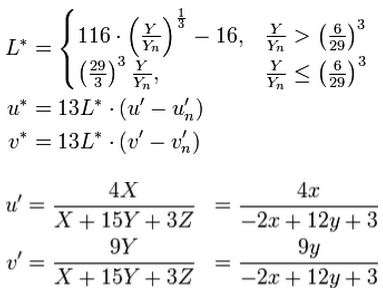 L* = { 116 · (Y/Yₙ)^(1/3) − 16, Y/Yₙ > (6/29)³
(29/3)³ Y/Yₙ, Y/Yₙ ≤ (6/29)³
u* = 13L* · (u′ − u′ₙ)
v* = 13L* · (v′ − v′ₙ)
u′ = 4X / (X + 15Y + 3Z) = 4x / (−2x + 12y + 3)
v′ = 9Y / (X + 15Y + 3Z) = 9y / (−2x + 12y + 3)